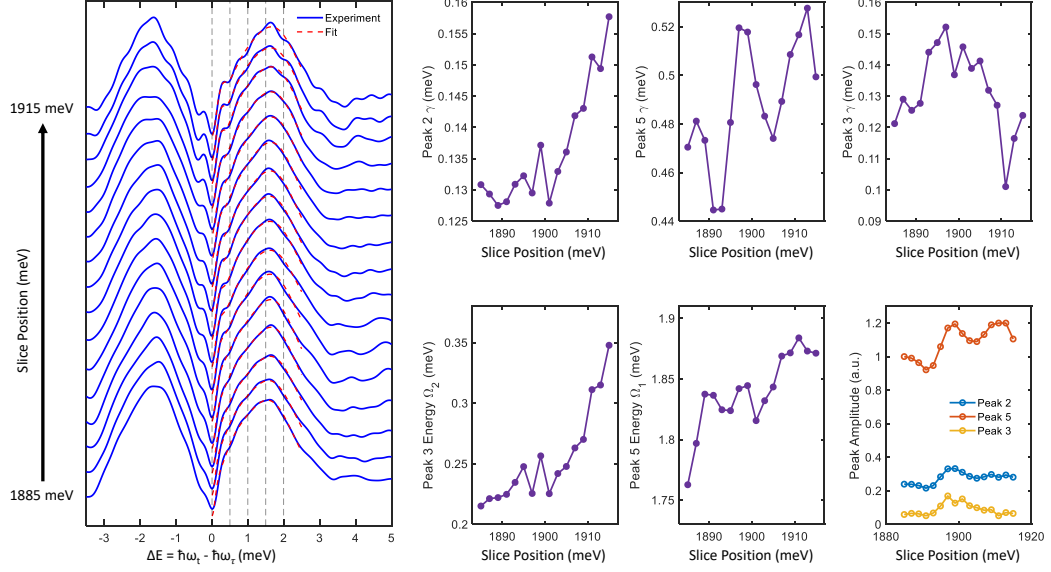 Experiment
Fit
1915 meV
Slice Position (meV)
1885 meV
-3 -2 -1 0 1 2 3 4 5
ΔE = ħω_t - ħω_τ (meV)
0.16
0.155
0.15
0.145
0.14
0.135
0.13
0.125
Peak 2 γ (meV)
1890 1900 1910
Slice Position (meV)
0.52
0.5
0.48
0.46
0.44
Peak 5 γ (meV)
1890 1900 1910
Slice Position (meV)
0.16
0.15
0.14
0.13
0.12
0.11
0.1
0.09
Peak 3 γ (meV)
1890 1900 1910
Slice Position (meV)
0.35
0.3
0.25
0.2
Peak 3 Energy Ω₂ (meV)
1890 1900 1910
Slice Position (meV)
1.9
1.85
1.8
1.75
Peak 5 Energy Ω₁ (meV)
1890 1900 1910
Slice Position (meV)
1.2
1
0.8
0.6
0.4
0.2
0
Peak Amplitude (a.u.)
Peak 2
Peak 5
Peak 3
1880 1900 1920
Slice Position (meV)